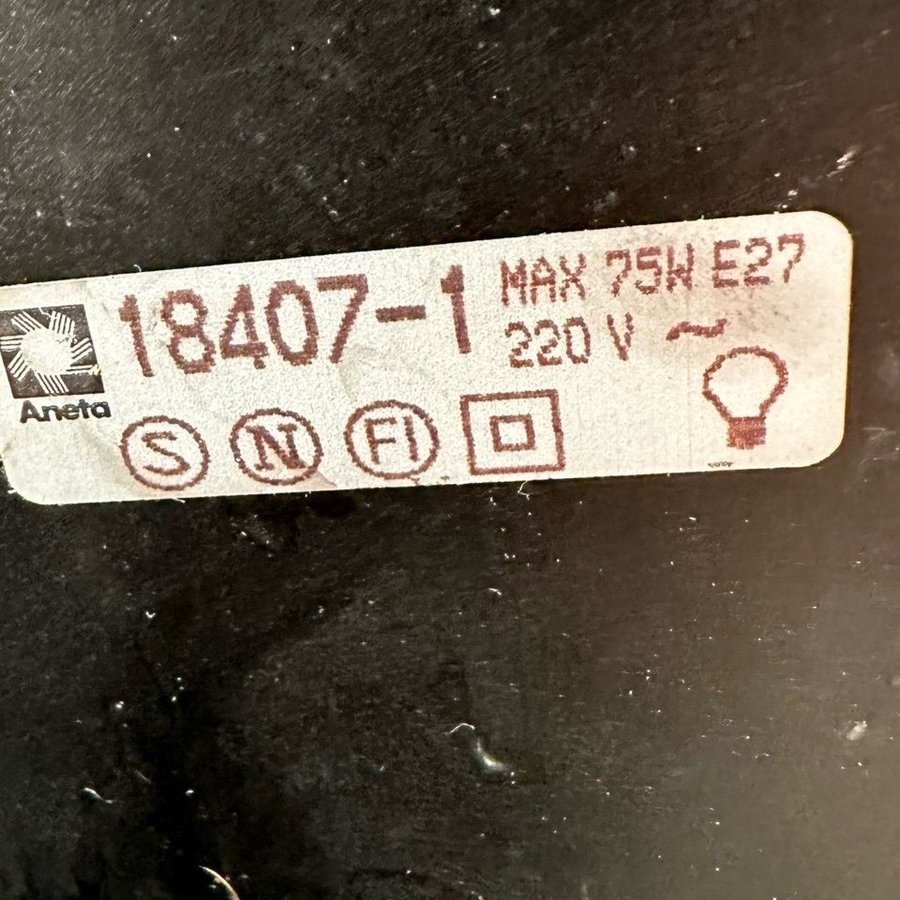 Aneta
18407-1
MAX 75W E27
220 V ~
S N FI